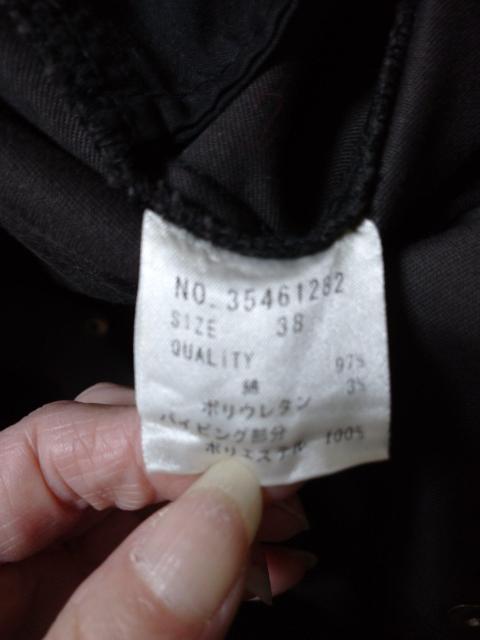 NO. 35461282
SIZE 38
QUALITY
綿 97%
ポリウレタン 3%
パイピング部分
ポリエステル 100%